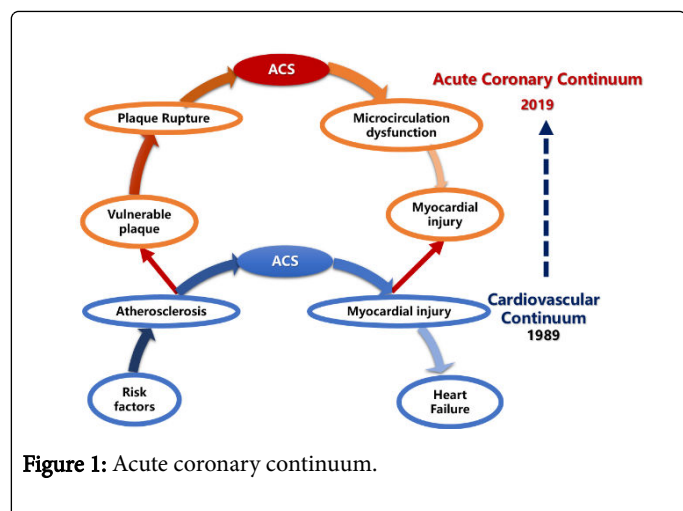 ACS
Acute Coronary Continuum
2019
Plaque Rupture
Microcirculation
dysfunction
Vulnerable
plaque
Myocardial
injury
ACS
Atherosclerosis
Myocardial injury
Cardiovascular
Continuum
1989
Risk
factors
Heart
Failure
Figure 1: Acute coronary continuum.